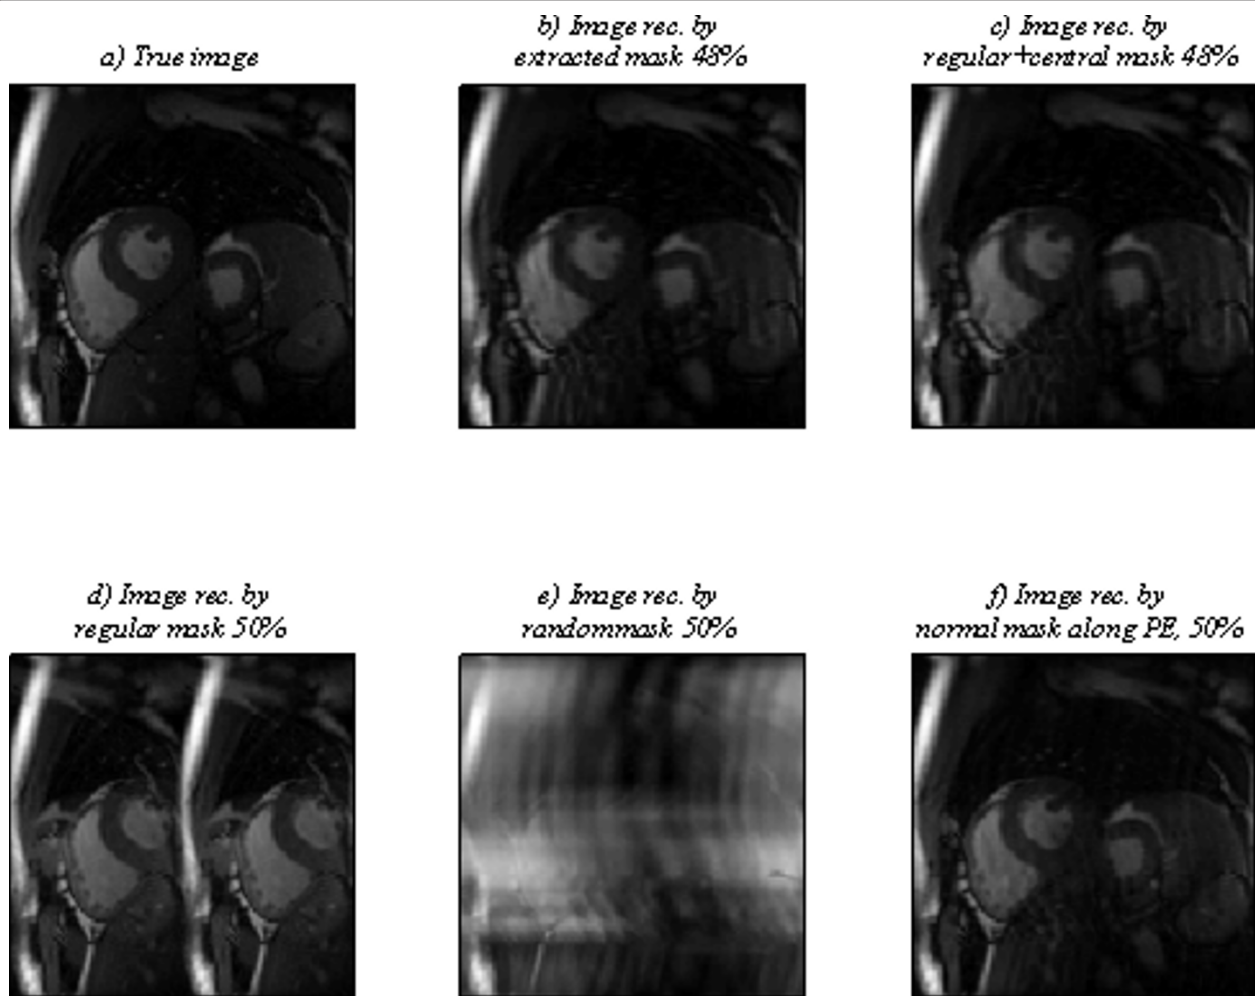 a) True image
b) Image rec. by
extracted mask 48%
c) Image rec. by
regular+central mask 48%
d) Image rec. by
regular mask 50%
e) Image rec. by
randommask 50%
f) Image rec. by
normal mask along PE, 50%